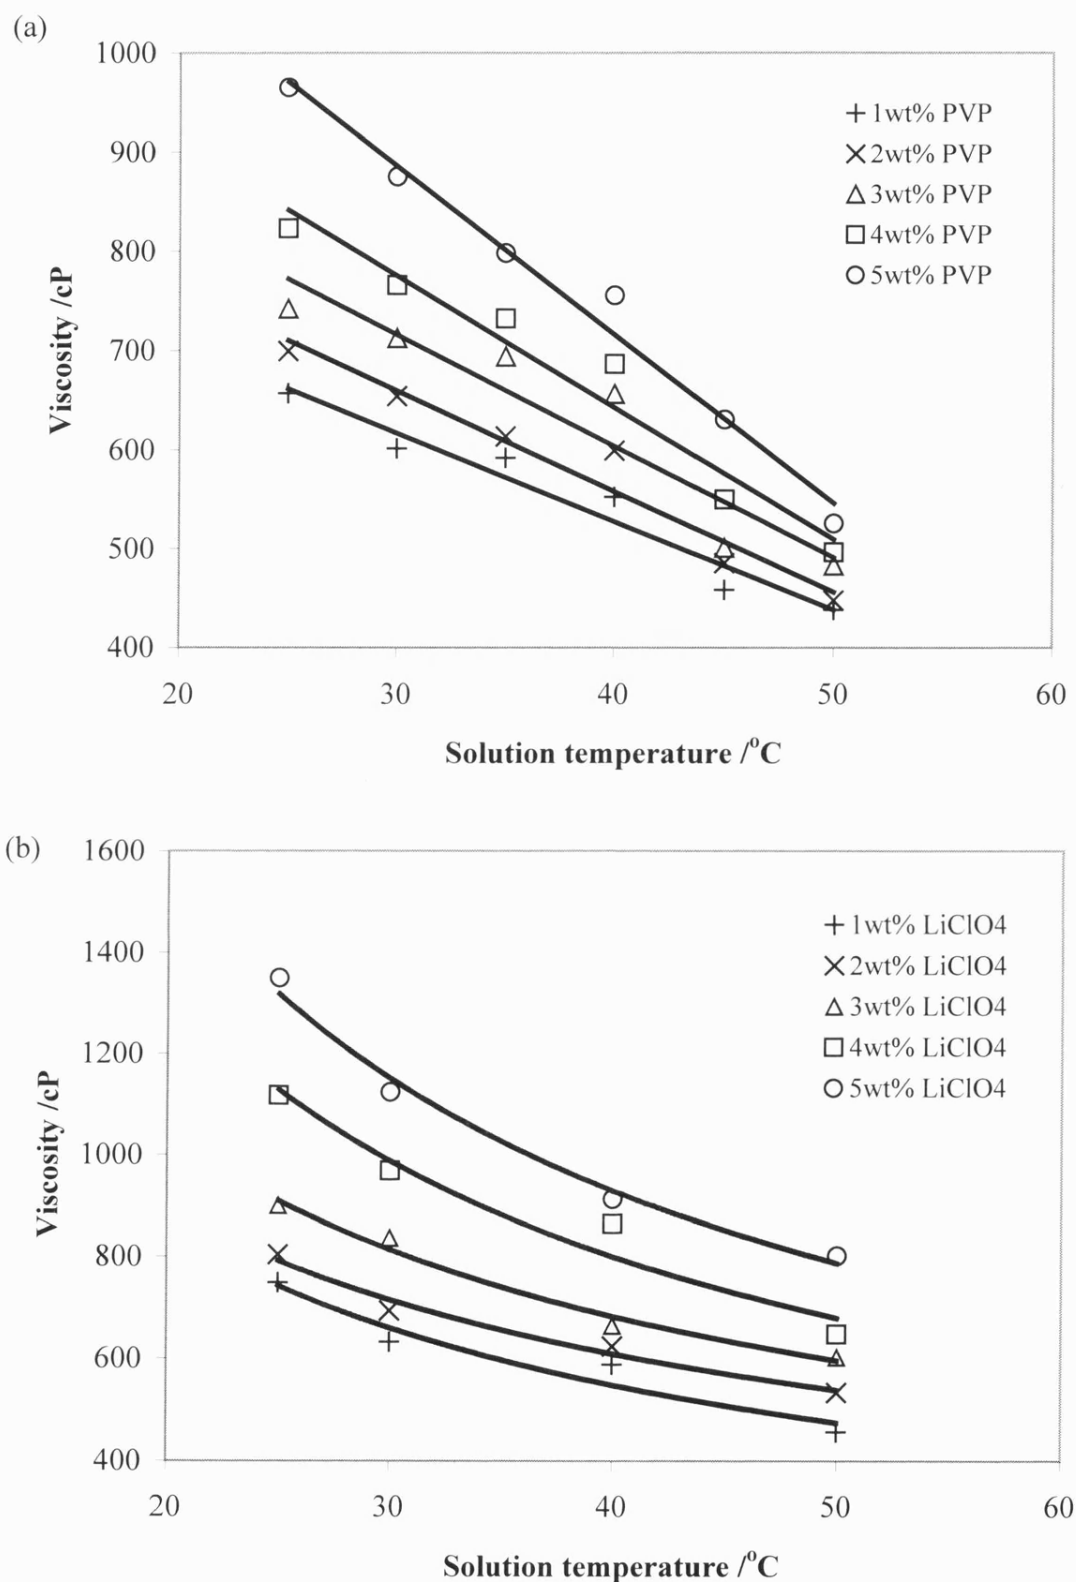 (a)
1000
900
800
700
600
500
400
Viscosity /cP
20
30
40
50
60
Solution temperature /°C
1wt% PVP
2wt% PVP
3wt% PVP
4wt% PVP
5wt% PVP
(b)
1600
1400
1200
1000
800
600
400
Viscosity /cP
20
30
40
50
60
Solution temperature /°C
1wt% LiClO4
2wt% LiClO4
3wt% LiClO4
4wt% LiClO4
5wt% LiClO4